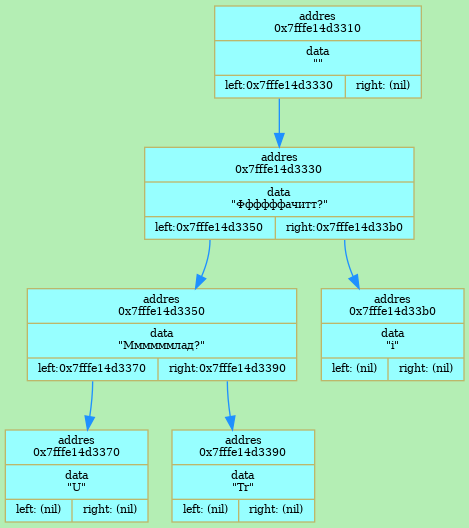 addres
0x7fffe14d3310
data
""
left:0x7fffe14d3330 right: (nil)
addres
0x7fffe14d3330
data
"Фффффачитт?"
left:0x7fffe14d3350 right:0x7fffe14d33b0
addres
0x7fffe14d3350
data
"Мммммлад?"
left:0x7fffe14d3370 right:0x7fffe14d3390
addres
0x7fffe14d33b0
data
"i"
left: (nil) right: (nil)
addres
0x7fffe14d3370
data
"U"
left: (nil) right: (nil)
addres
0x7fffe14d3390
data
"Tr"
left: (nil) right: (nil)